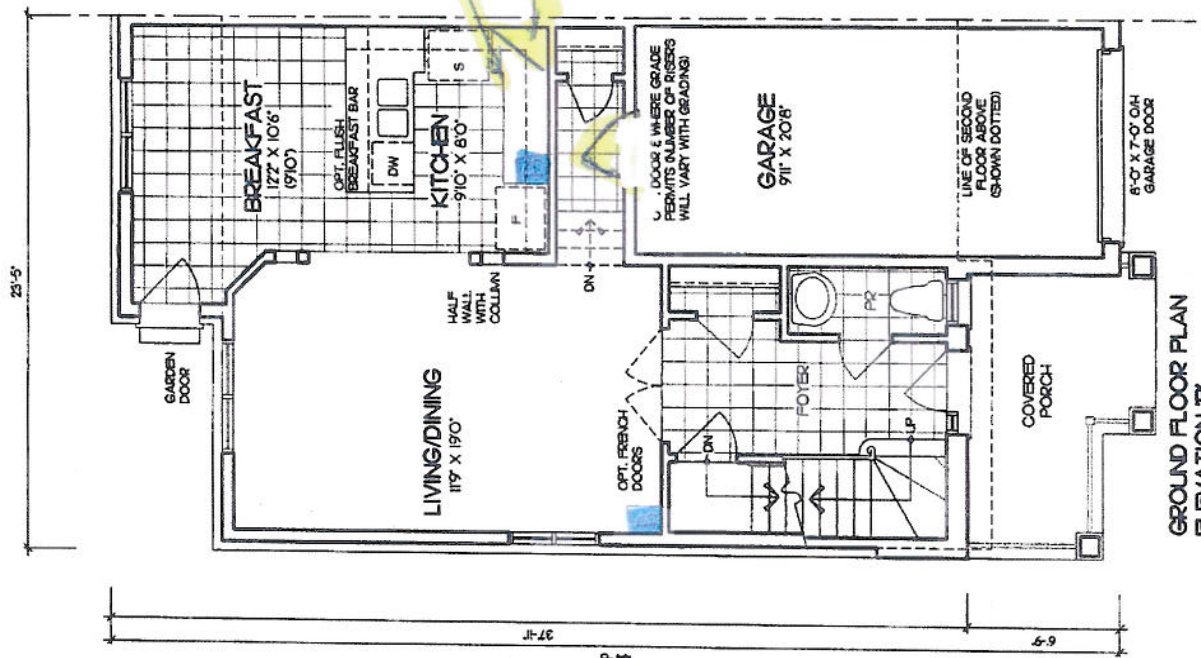 23'-5"
GARDEN
DOOR
BREAKFAST
12'2" X 10'6"
(9'10")
OPT. FLUSH
BREAKFAST BAR
DW
S
KITCHEN
9'10" X 8'0"
F
HALF
WALL
WITH
COLUMN
LIVING/DINING
11'9" X 19'0"
OPT. FRENCH
DOORS
DN
DOOR & WHERE GRADE
PERMITS (NUMBER OF RISERS
WILL VARY WITH GRADING)
GARAGE
9'11" X 20'8"
LINE OF SECOND
FLOOR ABOVE
(SHOWN DOTTED)
8'-0" X 7'-0" O/H
GARAGE DOOR
FOYER
DN
UP
COVERED
PORCH
GROUND FLOOR PLAN
37'-11"
6'-9"